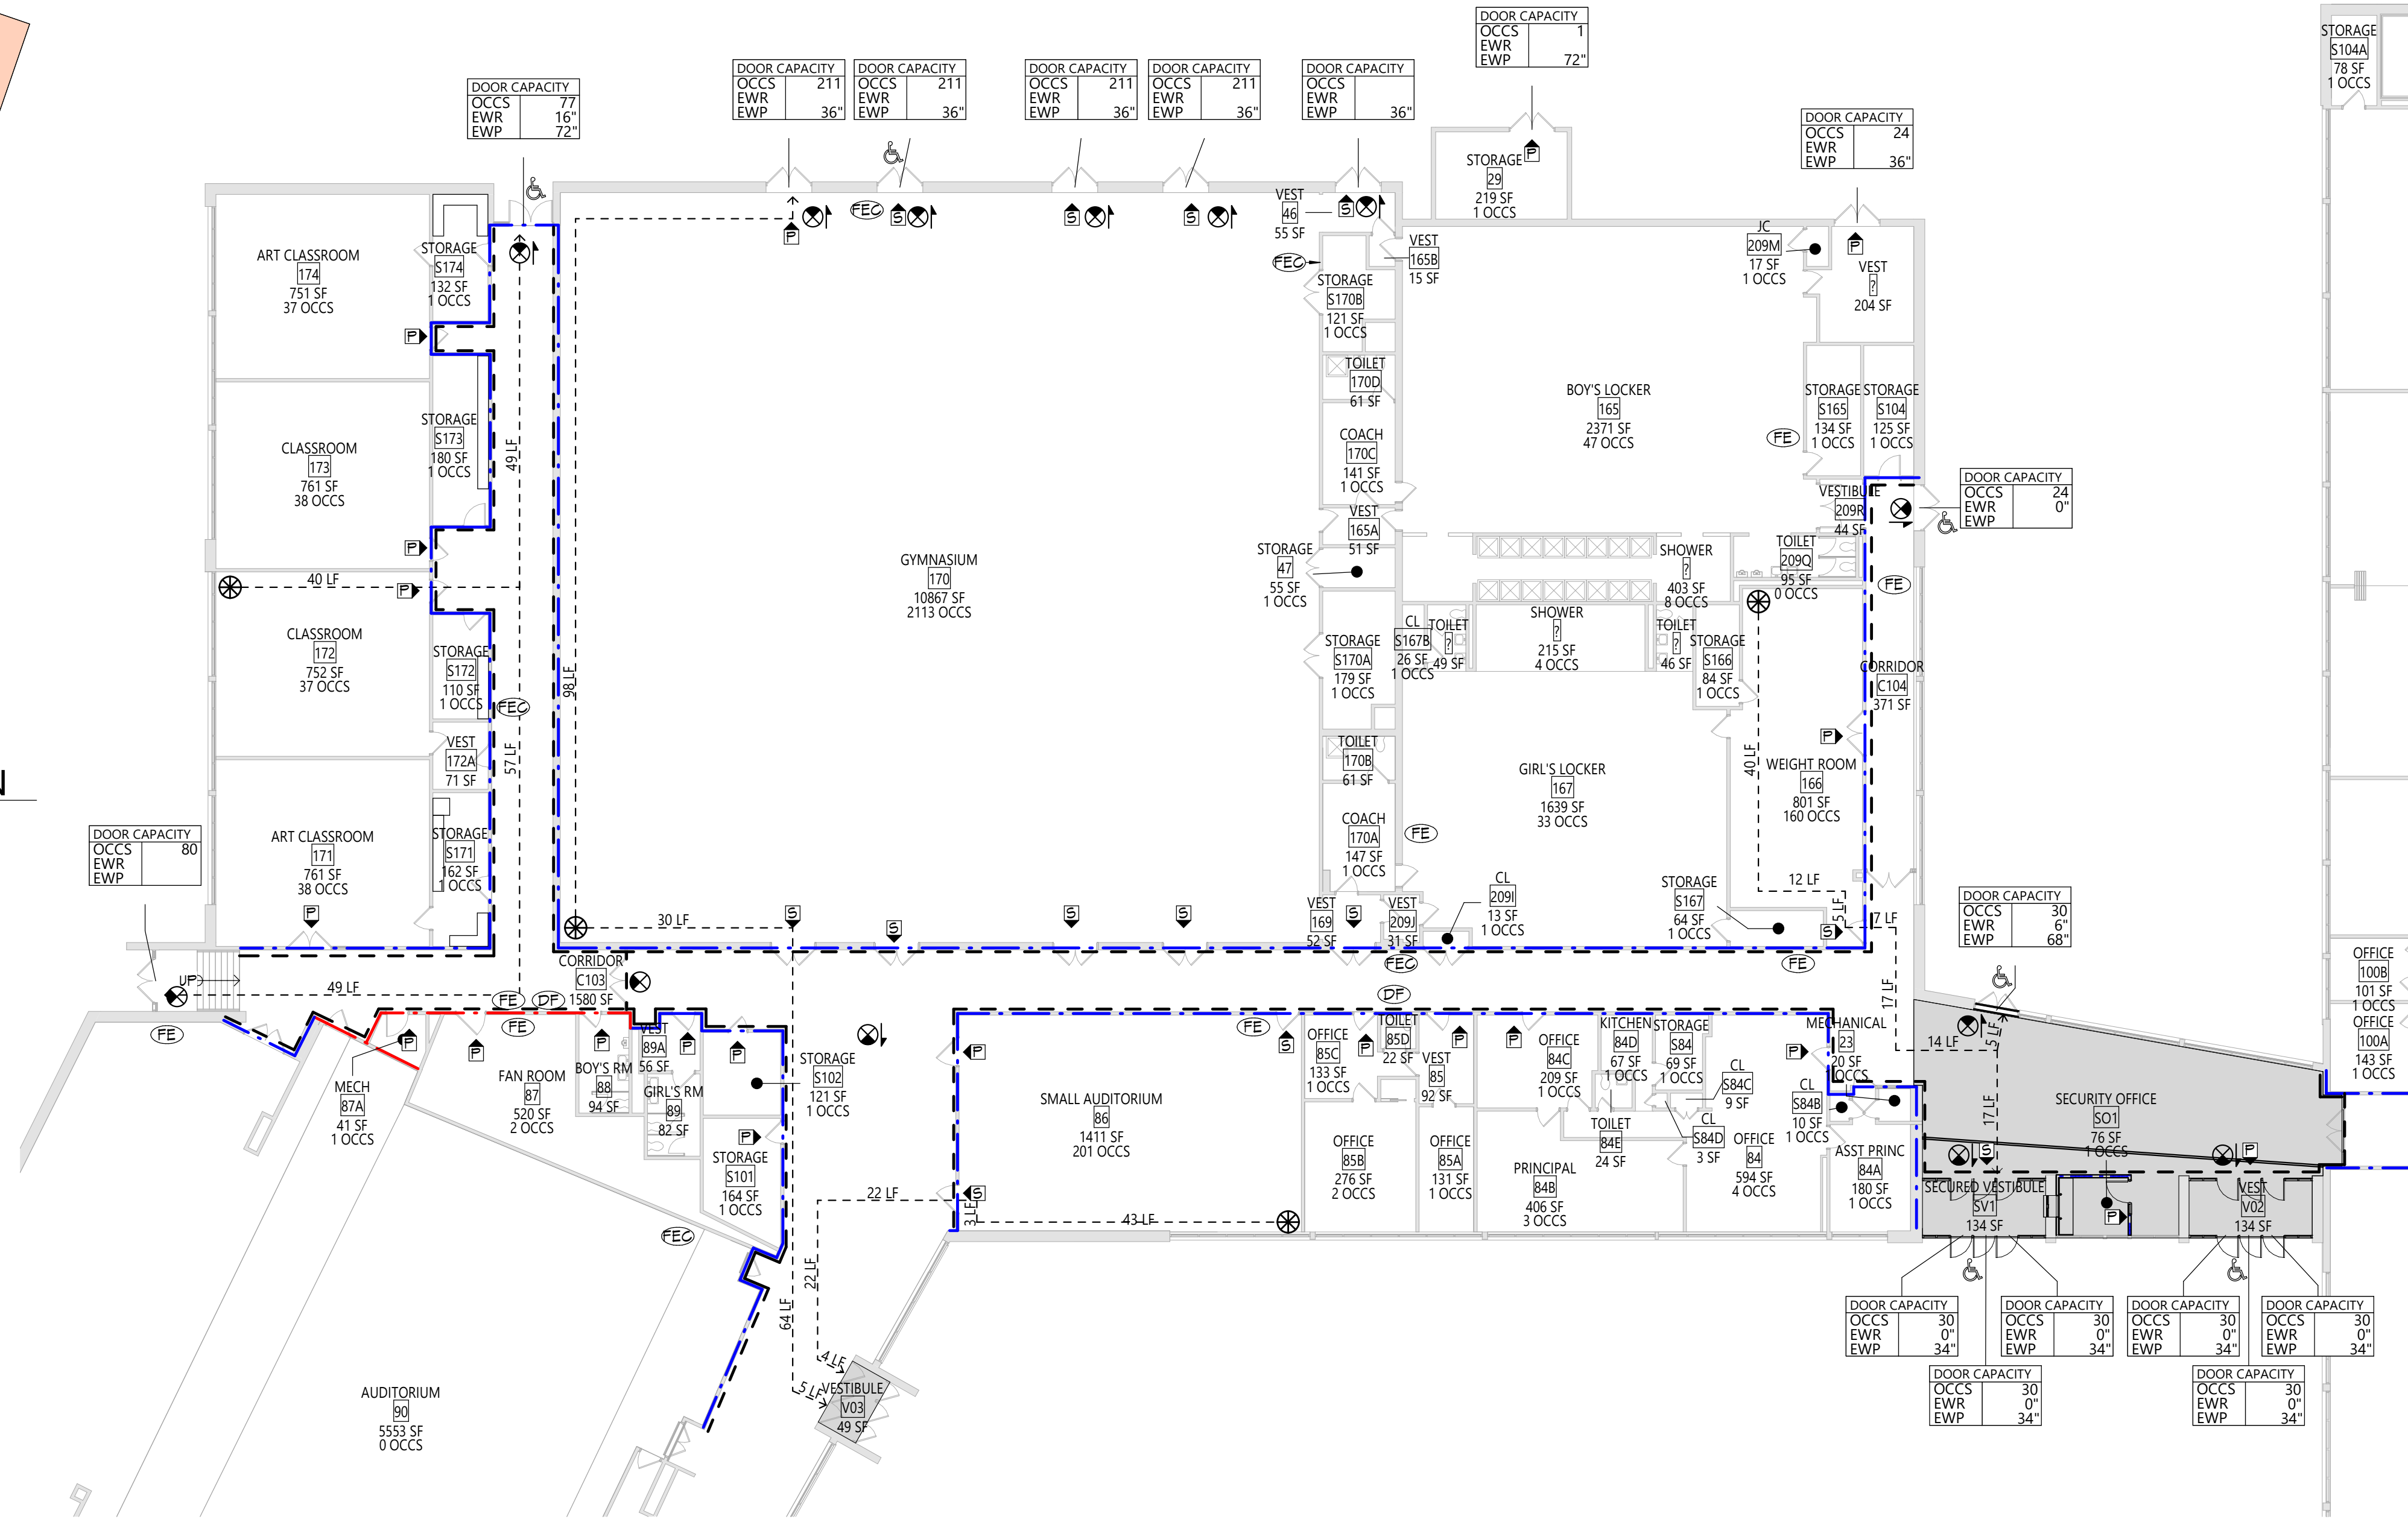 DOOR CAPACITY
OCCS 1
EWR
EWP 72"
DOOR CAPACITY
OCCS 77
EWR 16"
EWP 72"
DOOR CAPACITY
OCCS 211
EWR
EWP 36"
DOOR CAPACITY
OCCS 211
EWR
EWP 36"
DOOR CAPACITY
OCCS 211
EWR
EWP 36"
DOOR CAPACITY
OCCS 211
EWR
EWP 36"
DOOR CAPACITY
OCCS
EWR
EWP 36"
DOOR CAPACITY
OCCS 24
EWR
EWP 36"
STORAGE
S104A
78 SF
1 OCCS
STORAGE
29
219 SF
1 OCCS
P
ART CLASSROOM
174
751 SF
37 OCCS
STORAGE
S174
132 SF
1 OCCS
P
FEC
P
S
S
S
S
VEST
46
55 SF
FEC
VEST
165B
15 SF
STORAGE
S170B
121 SF
1 OCCS
JC
209M
17 SF
1 OCCS
P
VEST
?
204 SF
TOILET
170D
61 SF
COACH
170C
141 SF
1 OCCS
BOY'S LOCKER
165
2371 SF
47 OCCS
FE
STORAGE
S165
134 SF
1 OCCS
STORAGE
S104
125 SF
1 OCCS
CLASSROOM
173
761 SF
38 OCCS
STORAGE
S173
180 SF
1 OCCS
49 LF
P
P
40 LF
VEST
165A
51 SF
STORAGE
47
55 SF
1 OCCS
VESTIBULE
209R
44 SF
DOOR CAPACITY
OCCS 24
EWR 0"
EWP
GYMNASIUM
170
10867 SF
2113 OCCS
SHOWER
?
403 SF
8 OCCS
TOILET
209Q
95 SF
0 OCCS
FE
CLASSROOM
172
752 SF
37 OCCS
STORAGE
S172
110 SF
1 OCCS
FEC
98 LF
STORAGE
S170A
179 SF
1 OCCS
CL
S167B
26 SF
1 OCCS
TOILET
?
49 SF
SHOWER
?
215 SF
4 OCCS
TOILET
?
46 SF
STORAGE
S166
84 SF
1 OCCS
CORRIDOR
C104
371 SF
VEST
172A
71 SF
57 LF
TOILET
170B
61 SF
GIRL'S LOCKER
167
1639 SF
33 OCCS
40 LF
P
WEIGHT ROOM
166
801 SF
160 OCCS
N
DOOR CAPACITY
OCCS 80
EWR
EWP
ART CLASSROOM
171
761 SF
38 OCCS
P
STORAGE
S171
162 SF
1 OCCS
COACH
170A
147 SF
1 OCCS
FE
CL
209I
13 SF
1 OCCS
STORAGE
S167
64 SF
1 OCCS
12 LF
5 LF
7 LF
S
DOOR CAPACITY
OCCS 30
EWR 6"
EWP 68"
30 LF
S
S
S
S
VEST
169
52 SF
S
VEST
209J
31 SF
FEC
FE
UP
49 LF
CORRIDOR
C103
1580 SF
FE
DF
FE
FE
DF
FE
17 LF
14 LF
5 LF
OFFICE
100B
101 SF
1 OCCS
OFFICE
100A
143 SF
1 OCCS
P
MECH
87A
41 SF
1 OCCS
P
FAN ROOM
87
520 SF
2 OCCS
P
BOY'S RM
88
94 SF
VEST
89A
56 SF
P
GIRL'S RM
89
82 SF
P
STORAGE
S102
121 SF
1 OCCS
P
STORAGE
S101
164 SF
1 OCCS
FEC
P
SMALL AUDITORIUM
86
1411 SF
201 OCCS
S
S
22 LF
3 LF
43 LF
OFFICE
85C
133 SF
1 OCCS
TOILET
85D
22 SF
P
VEST
85
92 SF
P
OFFICE
85B
276 SF
2 OCCS
OFFICE
85A
131 SF
1 OCCS
P
OFFICE
84C
209 SF
1 OCCS
KITCHEN
84D
67 SF
1 OCCS
STORAGE
S84
69 SF
1 OCCS
CL
S84C
9 SF
TOILET
84E
24 SF
CL
S84D
3 SF
PRINCIPAL
84B
406 SF
3 OCCS
OFFICE
84
594 SF
4 OCCS
MECHANICAL
23
20 SF
1 OCCS
P
CL
S84B
10 SF
1 OCCS
ASST PRINC
84A
180 SF
1 OCCS
17 LF
SECURITY OFFICE
SO1
76 SF
1 OCCS
S
P
SECURED VESTIBULE
SV1
134 SF
P
VEST
V02
134 SF
22 LF
64 LF
4 LF
5 LF
VESTIBULE
V03
49 SF
AUDITORIUM
90
5553 SF
0 OCCS
DOOR CAPACITY
OCCS 30
EWR 0"
EWP 34"
DOOR CAPACITY
OCCS 30
EWR 0"
EWP 34"
DOOR CAPACITY
OCCS 30
EWR 0"
EWP 34"
DOOR CAPACITY
OCCS 30
EWR 0"
EWP 34"
DOOR CAPACITY
OCCS 30
EWR 0"
EWP 34"
DOOR CAPACITY
OCCS 30
EWR 0"
EWP 34"